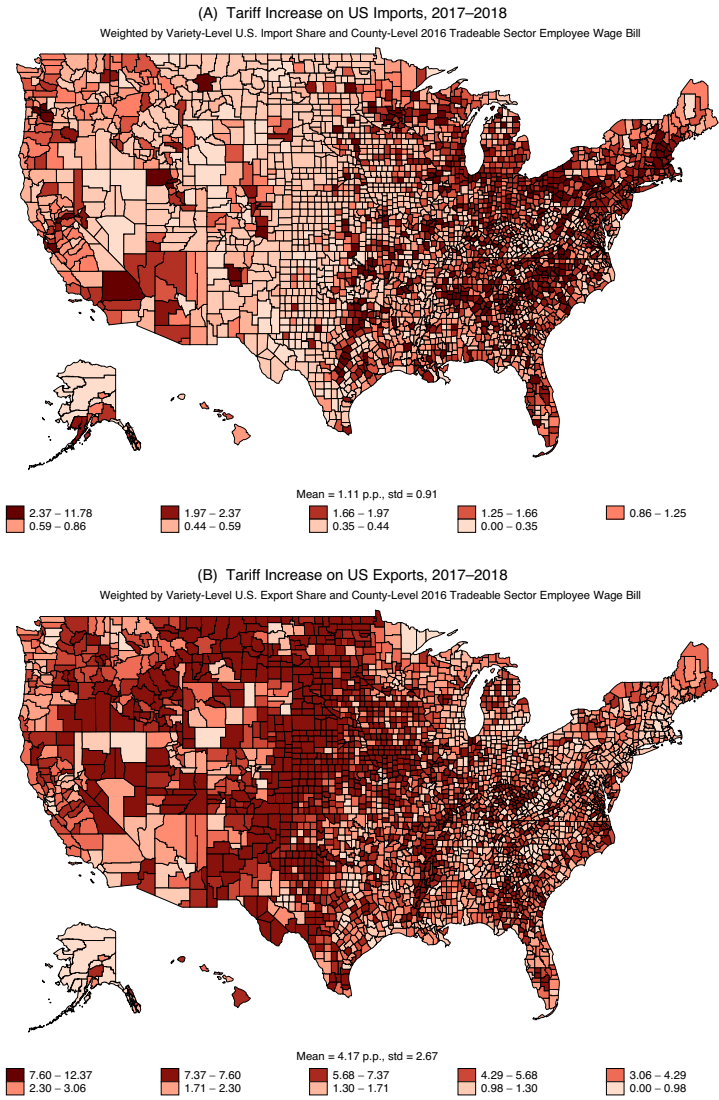 (A) Tariff Increase on US Imports, 2017–2018
Weighted by Variety-Level U.S. Import Share and County-Level 2016 Tradeable Sector Employee Wage Bill
Mean = 1.11 p.p., std = 0.91
2.37 – 11.78 1.97 – 2.37 1.66 – 1.97 1.25 – 1.66 0.86 – 1.25
0.59 – 0.86 0.44 – 0.59 0.35 – 0.44 0.00 – 0.35
(B) Tariff Increase on US Exports, 2017–2018
Weighted by Variety-Level U.S. Export Share and County-Level 2016 Tradeable Sector Employee Wage Bill
Mean = 4.17 p.p., std = 2.67
7.60 – 12.37 7.37 – 7.60 5.68 – 7.37 4.29 – 5.68 3.06 – 4.29
2.30 – 3.06 1.71 – 2.30 1.30 – 1.71 0.98 – 1.30 0.00 – 0.98